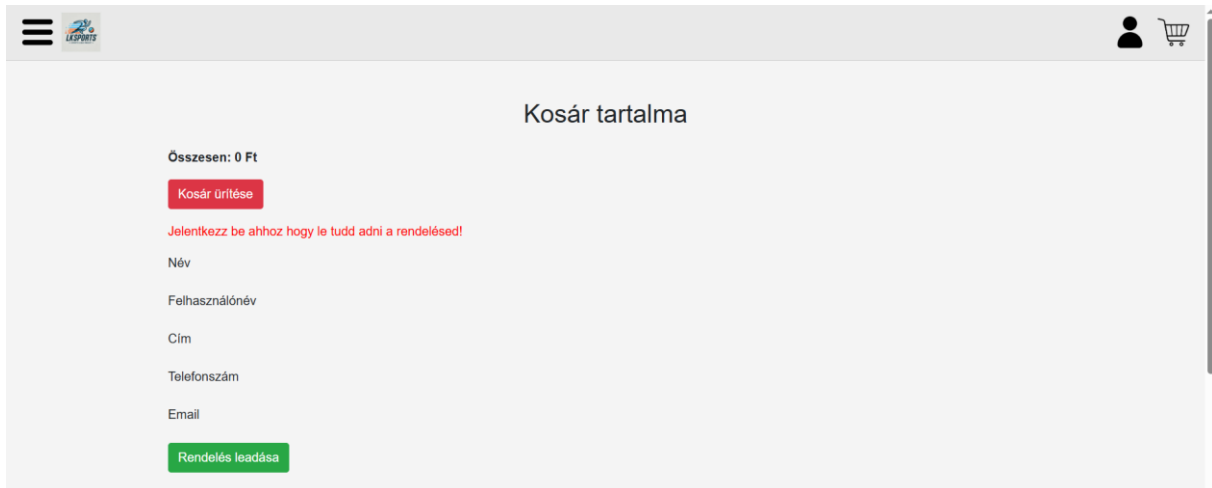 LKSPORTS
Kosár tartalma
Összesen: 0 Ft
Kosár ürítése
Jelentkezz be ahhoz hogy le tudd adni a rendelésed!
Név
Felhasználónév
Cím
Telefonszám
Email
Rendelés leadása